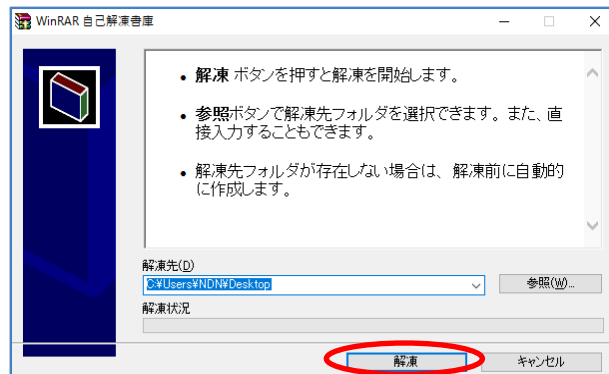 WinRAR 自己解凍書庫
• 解凍 ボタンを押すと解凍を開始します。
• 参照ボタンで解凍先フォルダを選択できます。また、直
接入力することもできます。
• 解凍先フォルダが存在しない場合は、解凍前に自動的
に作成します。
解凍先(D)
C:¥Users¥NDN¥Desktop
参照(W)...
解凍状況
解凍
キャンセル